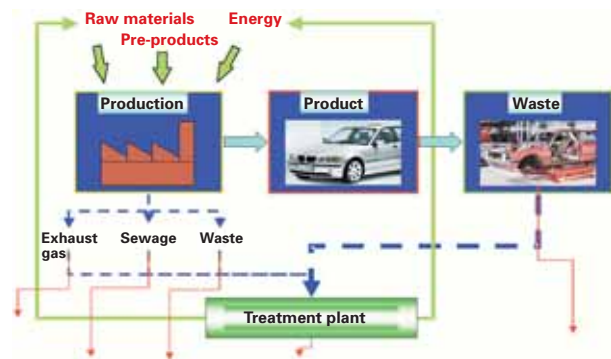 Raw materials
Energy
Pre-products
Production
Product
Waste
Exhaust
gas
Sewage
Waste
Treatment plant